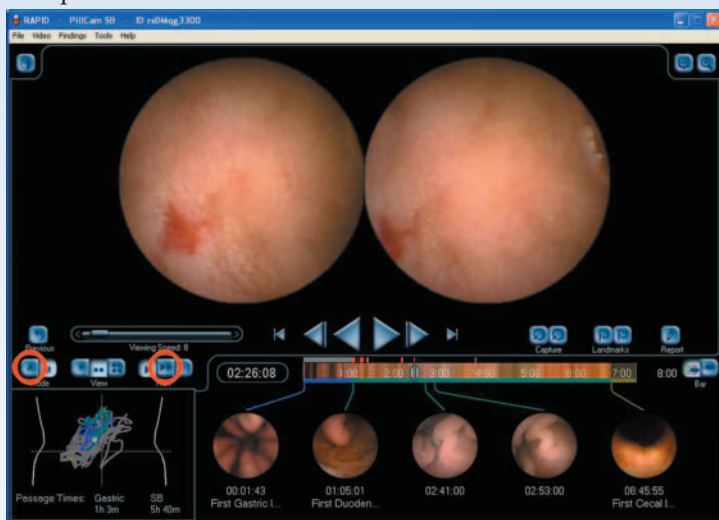 RAPID - PillCam SB - ID rsDMqg3300
File Video Findings Tools Help
Previous
Viewing Speed: 8
Capture
Landmarks
Report
Mode
View
02:26:08
1:00 2:00 3:00 4:00 5:00 6:00 7:00 8:00
Bar
00:01:43
First Gastric I...
01:05:01
First Duoden...
02:41:00
02:53:00
06:45:55
First Cecal I...
Passage Times: Gastric SB
1h 3m 5h 40m